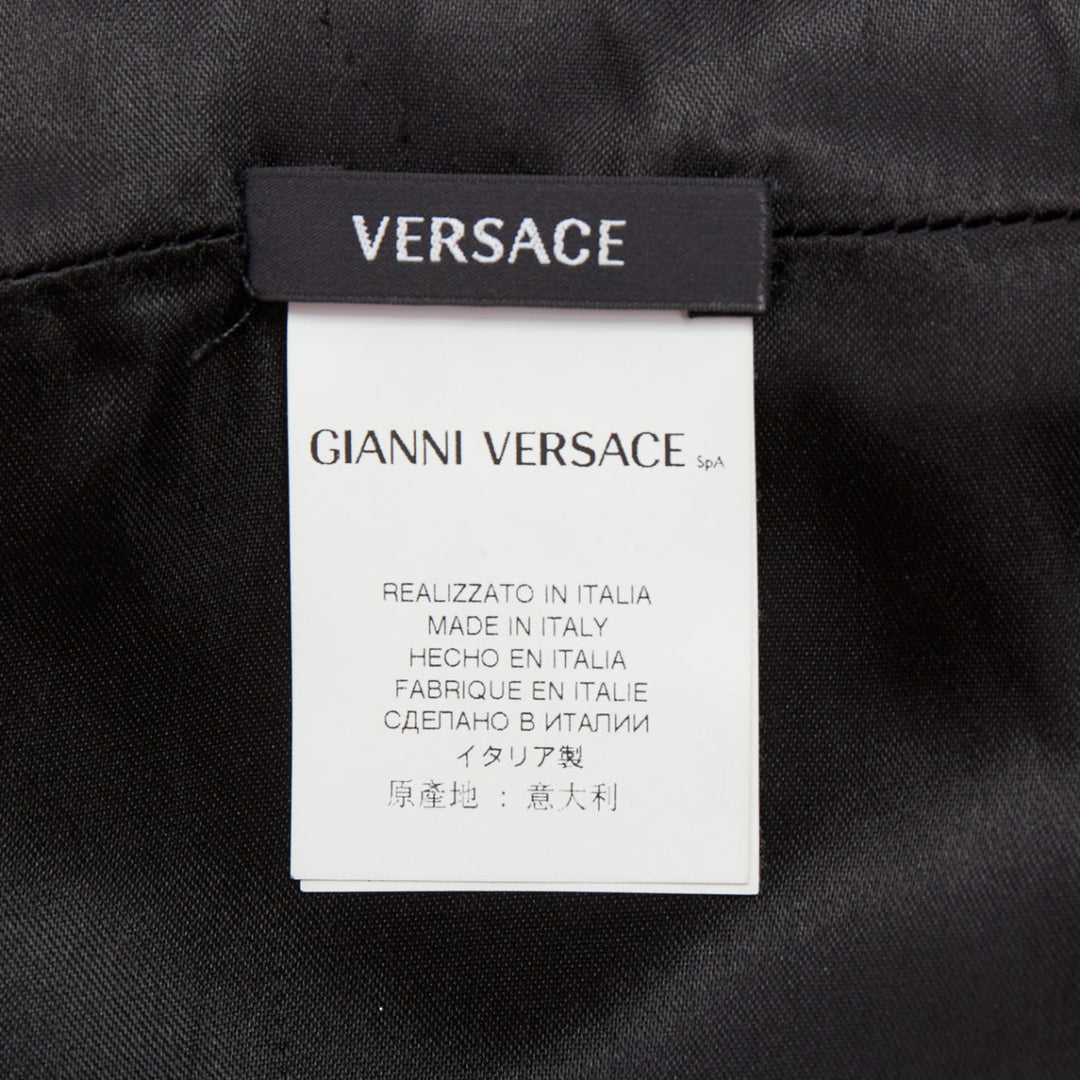 VERSACE
GIANNI VERSACE SpA
REALIZZATO IN ITALIA
MADE IN ITALY
HECHO EN ITALIA
FABRIQUE EN ITALIE
СДЕЛАНО В ИТАЛИИ
イタリア製
原產地 : 意大利